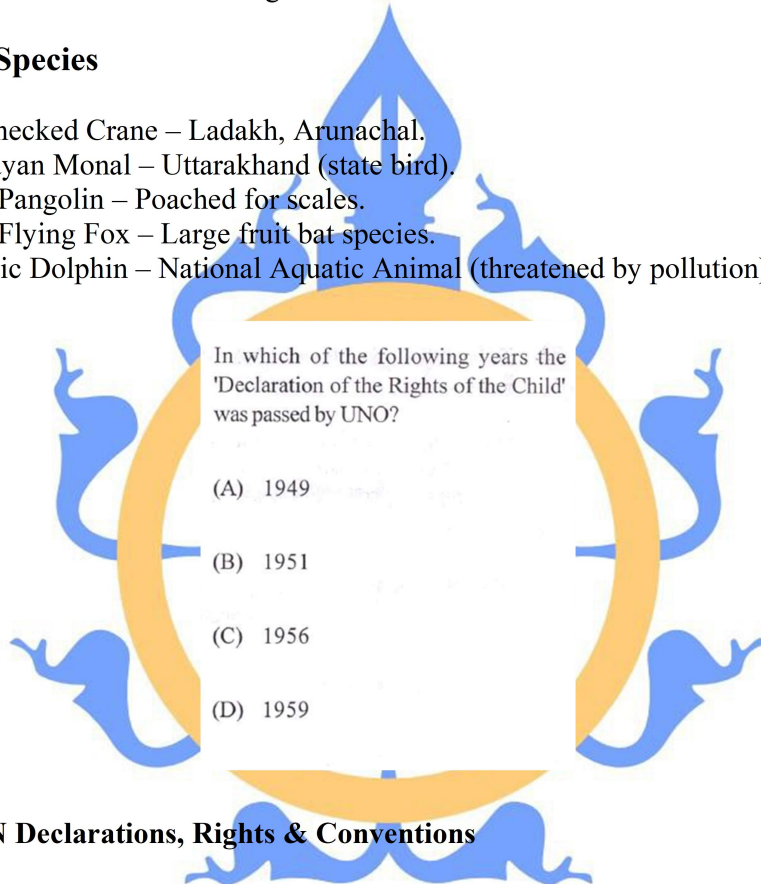 Species
necked Crane – Ladakh, Arunachal.
yan Monal – Uttarakhand (state bird).
Pangolin – Poached for scales.
Flying Fox – Large fruit bat species.
ic Dolphin – National Aquatic Animal (threatened by pollution)
In which of the following years the
'Declaration of the Rights of the Child'
was passed by UNO?
(A) 1949
(B) 1951
(C) 1956
(D) 1959
N Declarations, Rights & Conventions